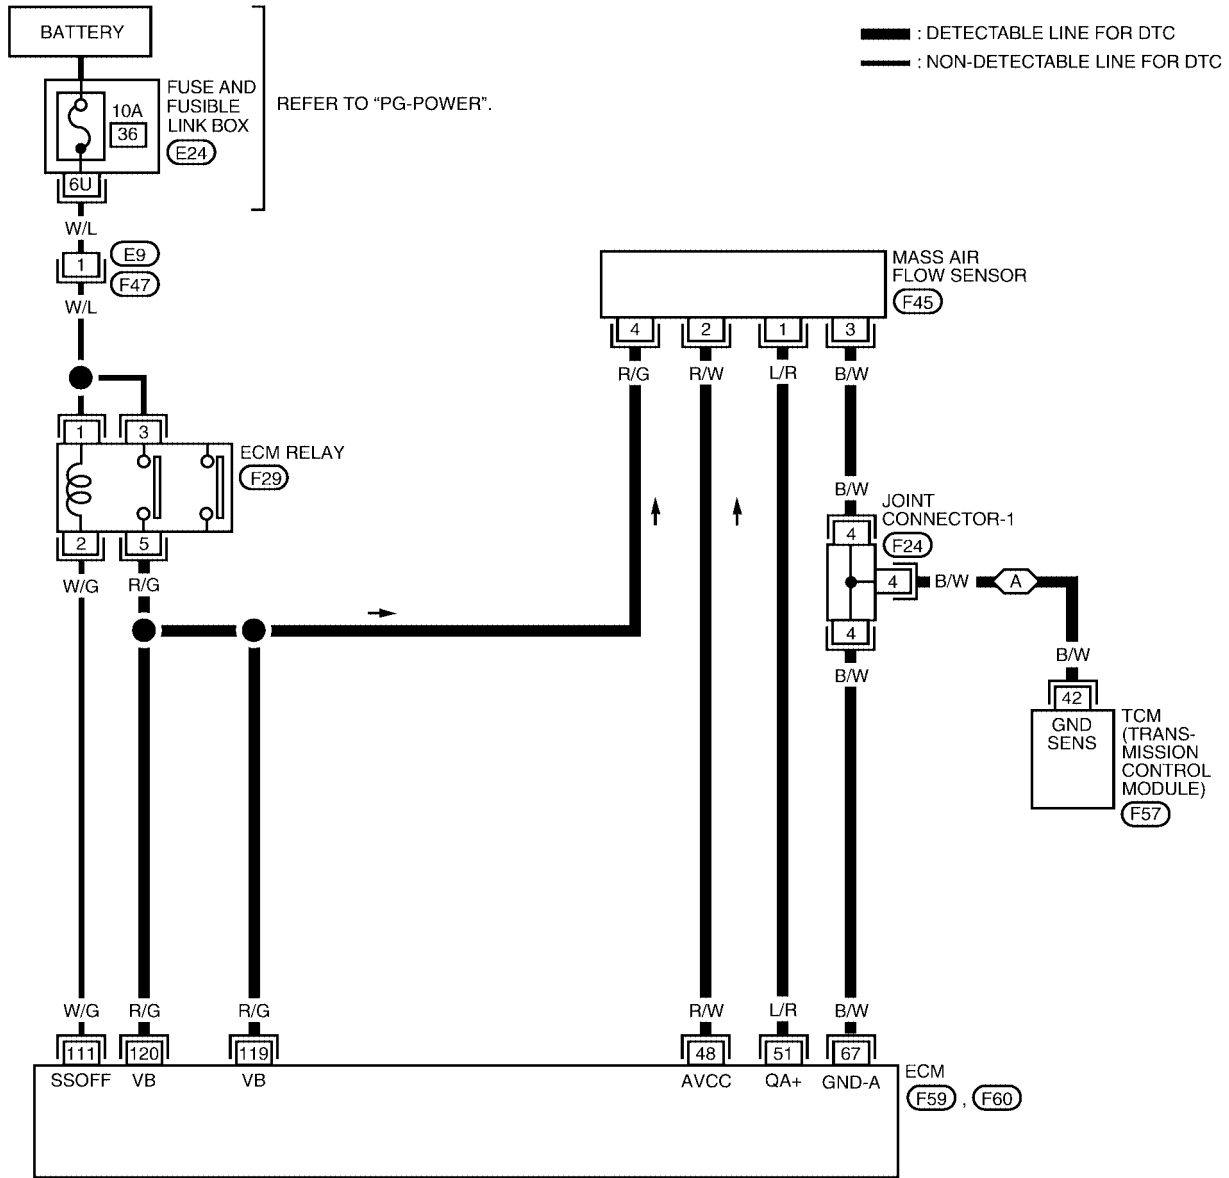 BATTERY
: DETECTABLE LINE FOR DTC
: NON-DETECTABLE LINE FOR DTC
FUSE AND
FUSIBLE
LINK BOX
E24
10A
36
REFER TO “PG-POWER”.
6U
W/L
1
E9
F47
W/L
MASS AIR
FLOW SENSOR
F45
4
2
1
3
R/G
R/W
L/R
B/W
1
3
ECM RELAY
F29
2
5
W/G
R/G
B/W
JOINT
CONNECTOR-1
F24
4
4
B/W
A
4
B/W
B/W
42
GND
SENS
TCM
(TRANS-
MISSION
CONTROL
MODULE)
F57
W/G
R/G
R/G
R/W
L/R
B/W
111
120
119
48
51
67
SSOFF
VB
VB
AVCC
QA+
GND-A
ECM
F59 , F60